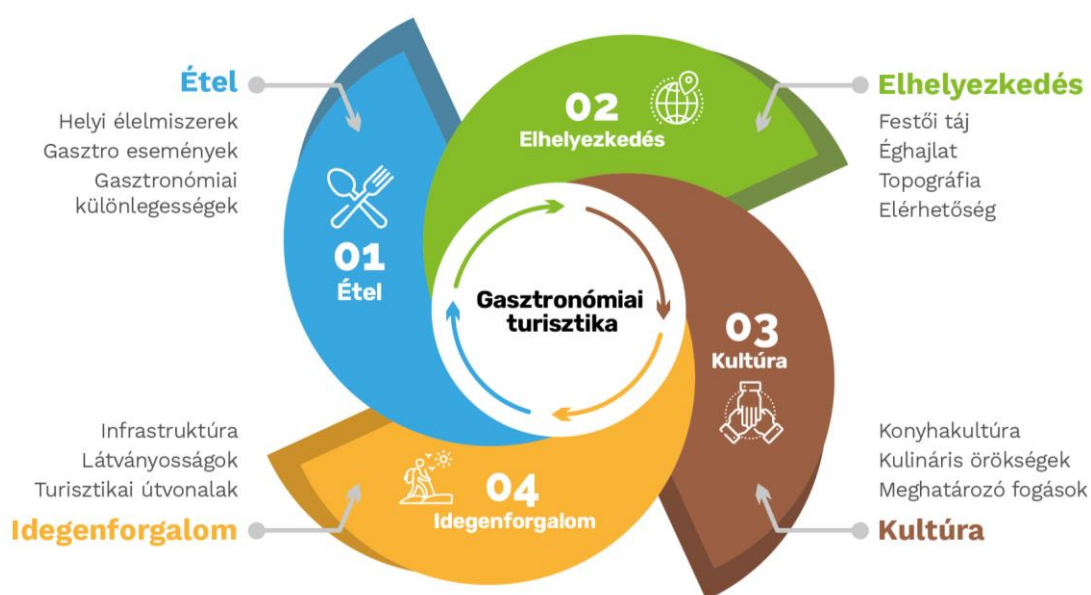 Étel
Helyi élelmiszerek
Gasztro események
Gasztronómiai
különlegességek
01
Étel
02
Elhelyezkedés
Elhelyezkedés
Festői táj
Éghajlat
Topográfia
Elérhetőség
Gasztronómiai
turisztika
03
Kultúra
Konyhakultúra
Kulináris örökségek
Meghatározó fogások
Kultúra
04
Idegenforgalom
Infrastruktúra
Látványosságok
Turisztikai útvonalak
Idegenforgalom